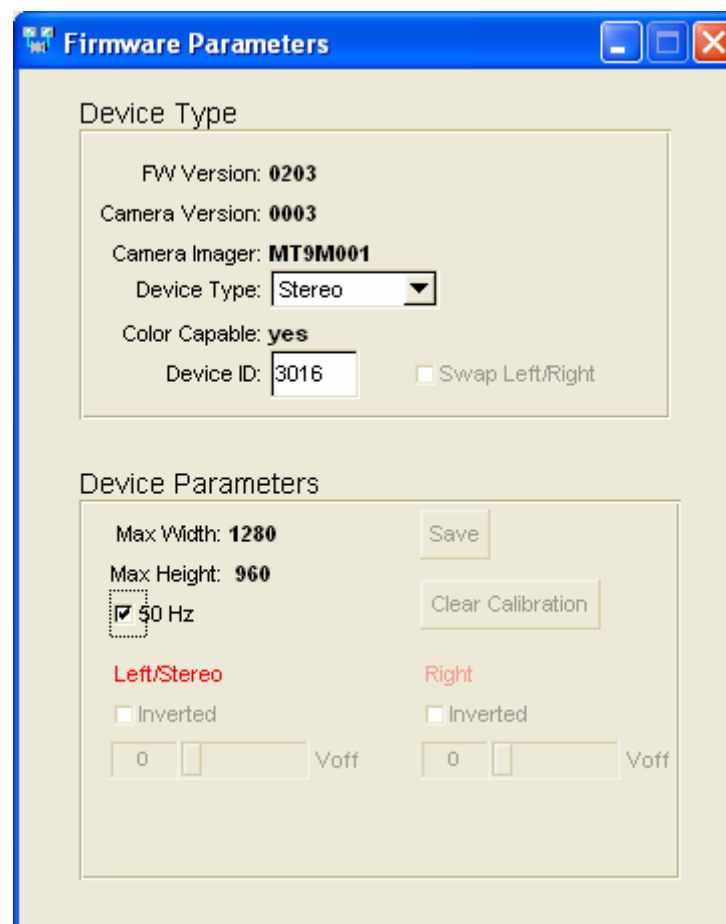 Firmware Parameters
Device Type
FW Version: 0203
Camera Version: 0003
Camera Imager: MT9M001
Device Type: Stereo
Color Capable: yes
Device ID: 3016 Swap Left/Right
Device Parameters
Max Width: 1280 Save
Max Height: 960
50 Hz Clear Calibration
Left/Stereo Right
Inverted Inverted
0 Voff 0 Voff